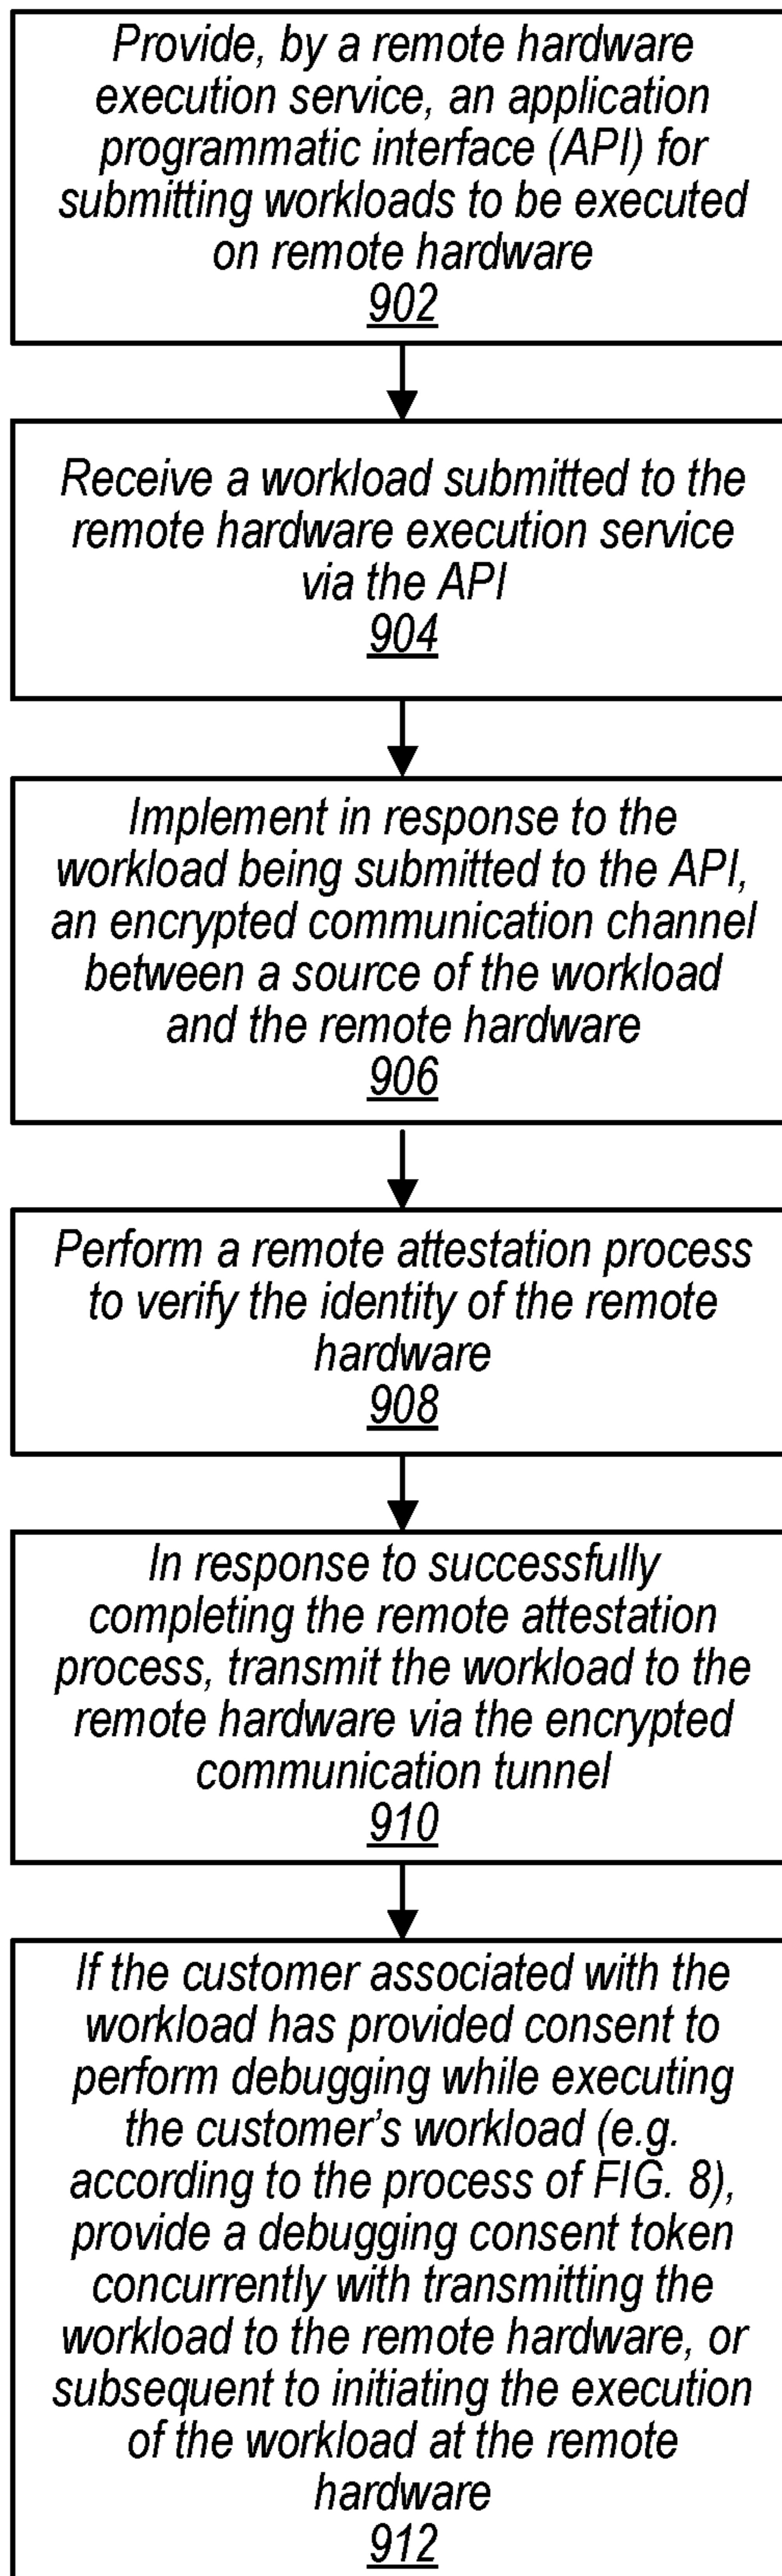 Provide, by a remote hardware
execution service, an application
programmatic interface (API) for
submitting workloads to be executed
on remote hardware
902
Receive a workload submitted to the
remote hardware execution service
via the API
904
Implement in response to the
workload being submitted to the API,
an encrypted communication channel
between a source of the workload
and the remote hardware
906
Perform a remote attestation process
to verify the identity of the remote
hardware
908
In response to successfully
completing the remote attestation
process, transmit the workload to the
remote hardware via the encrypted
communication tunnel
910
If the customer associated with the
workload has provided consent to
perform debugging while executing
the customer's workload (e.g.
according to the process of FIG. 8),
provide a debugging consent token
concurrently with transmitting the
workload to the remote hardware, or
subsequent to initiating the execution
of the workload at the remote
hardware
912